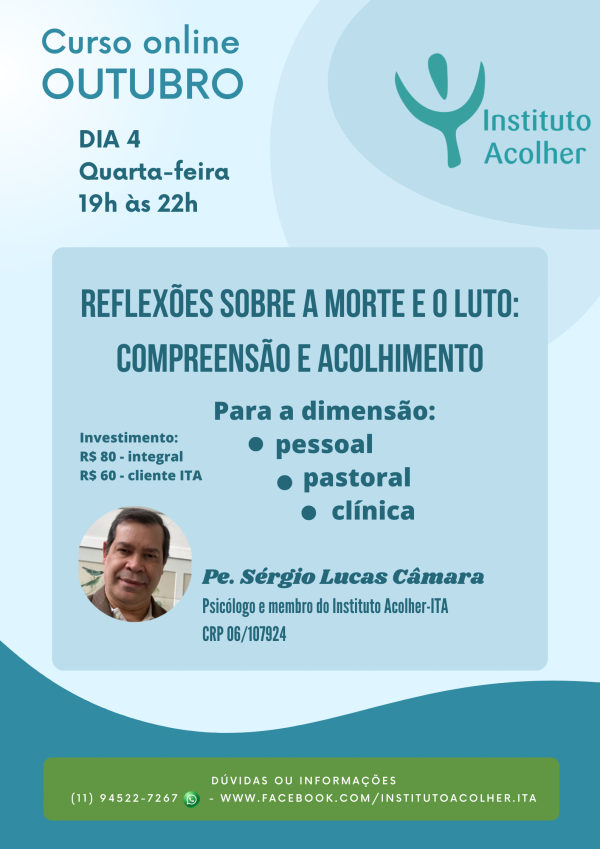 Curso online
OUTUBRO
DIA 4
Quarta-feira
19h às 22h
Instituto
Acolher
REFLEXÕES SOBRE A MORTE E O LUTO:
COMPREENSÃO E ACOLHIMENTO
Para a dimensão:
pessoal
pastoral
clínica
Investimento:
R$ 80 - integral
R$ 60 - cliente ITA
Pe. Sérgio Lucas Câmara
Psicólogo e membro do Instituto Acolher-ITA
CRP 06/107924
DÚVIDAS OU INFORMAÇÕES
(11) 94522-7267 - WWW.FACEBOOK.COM/INSTITUTOACOLHER.ITA